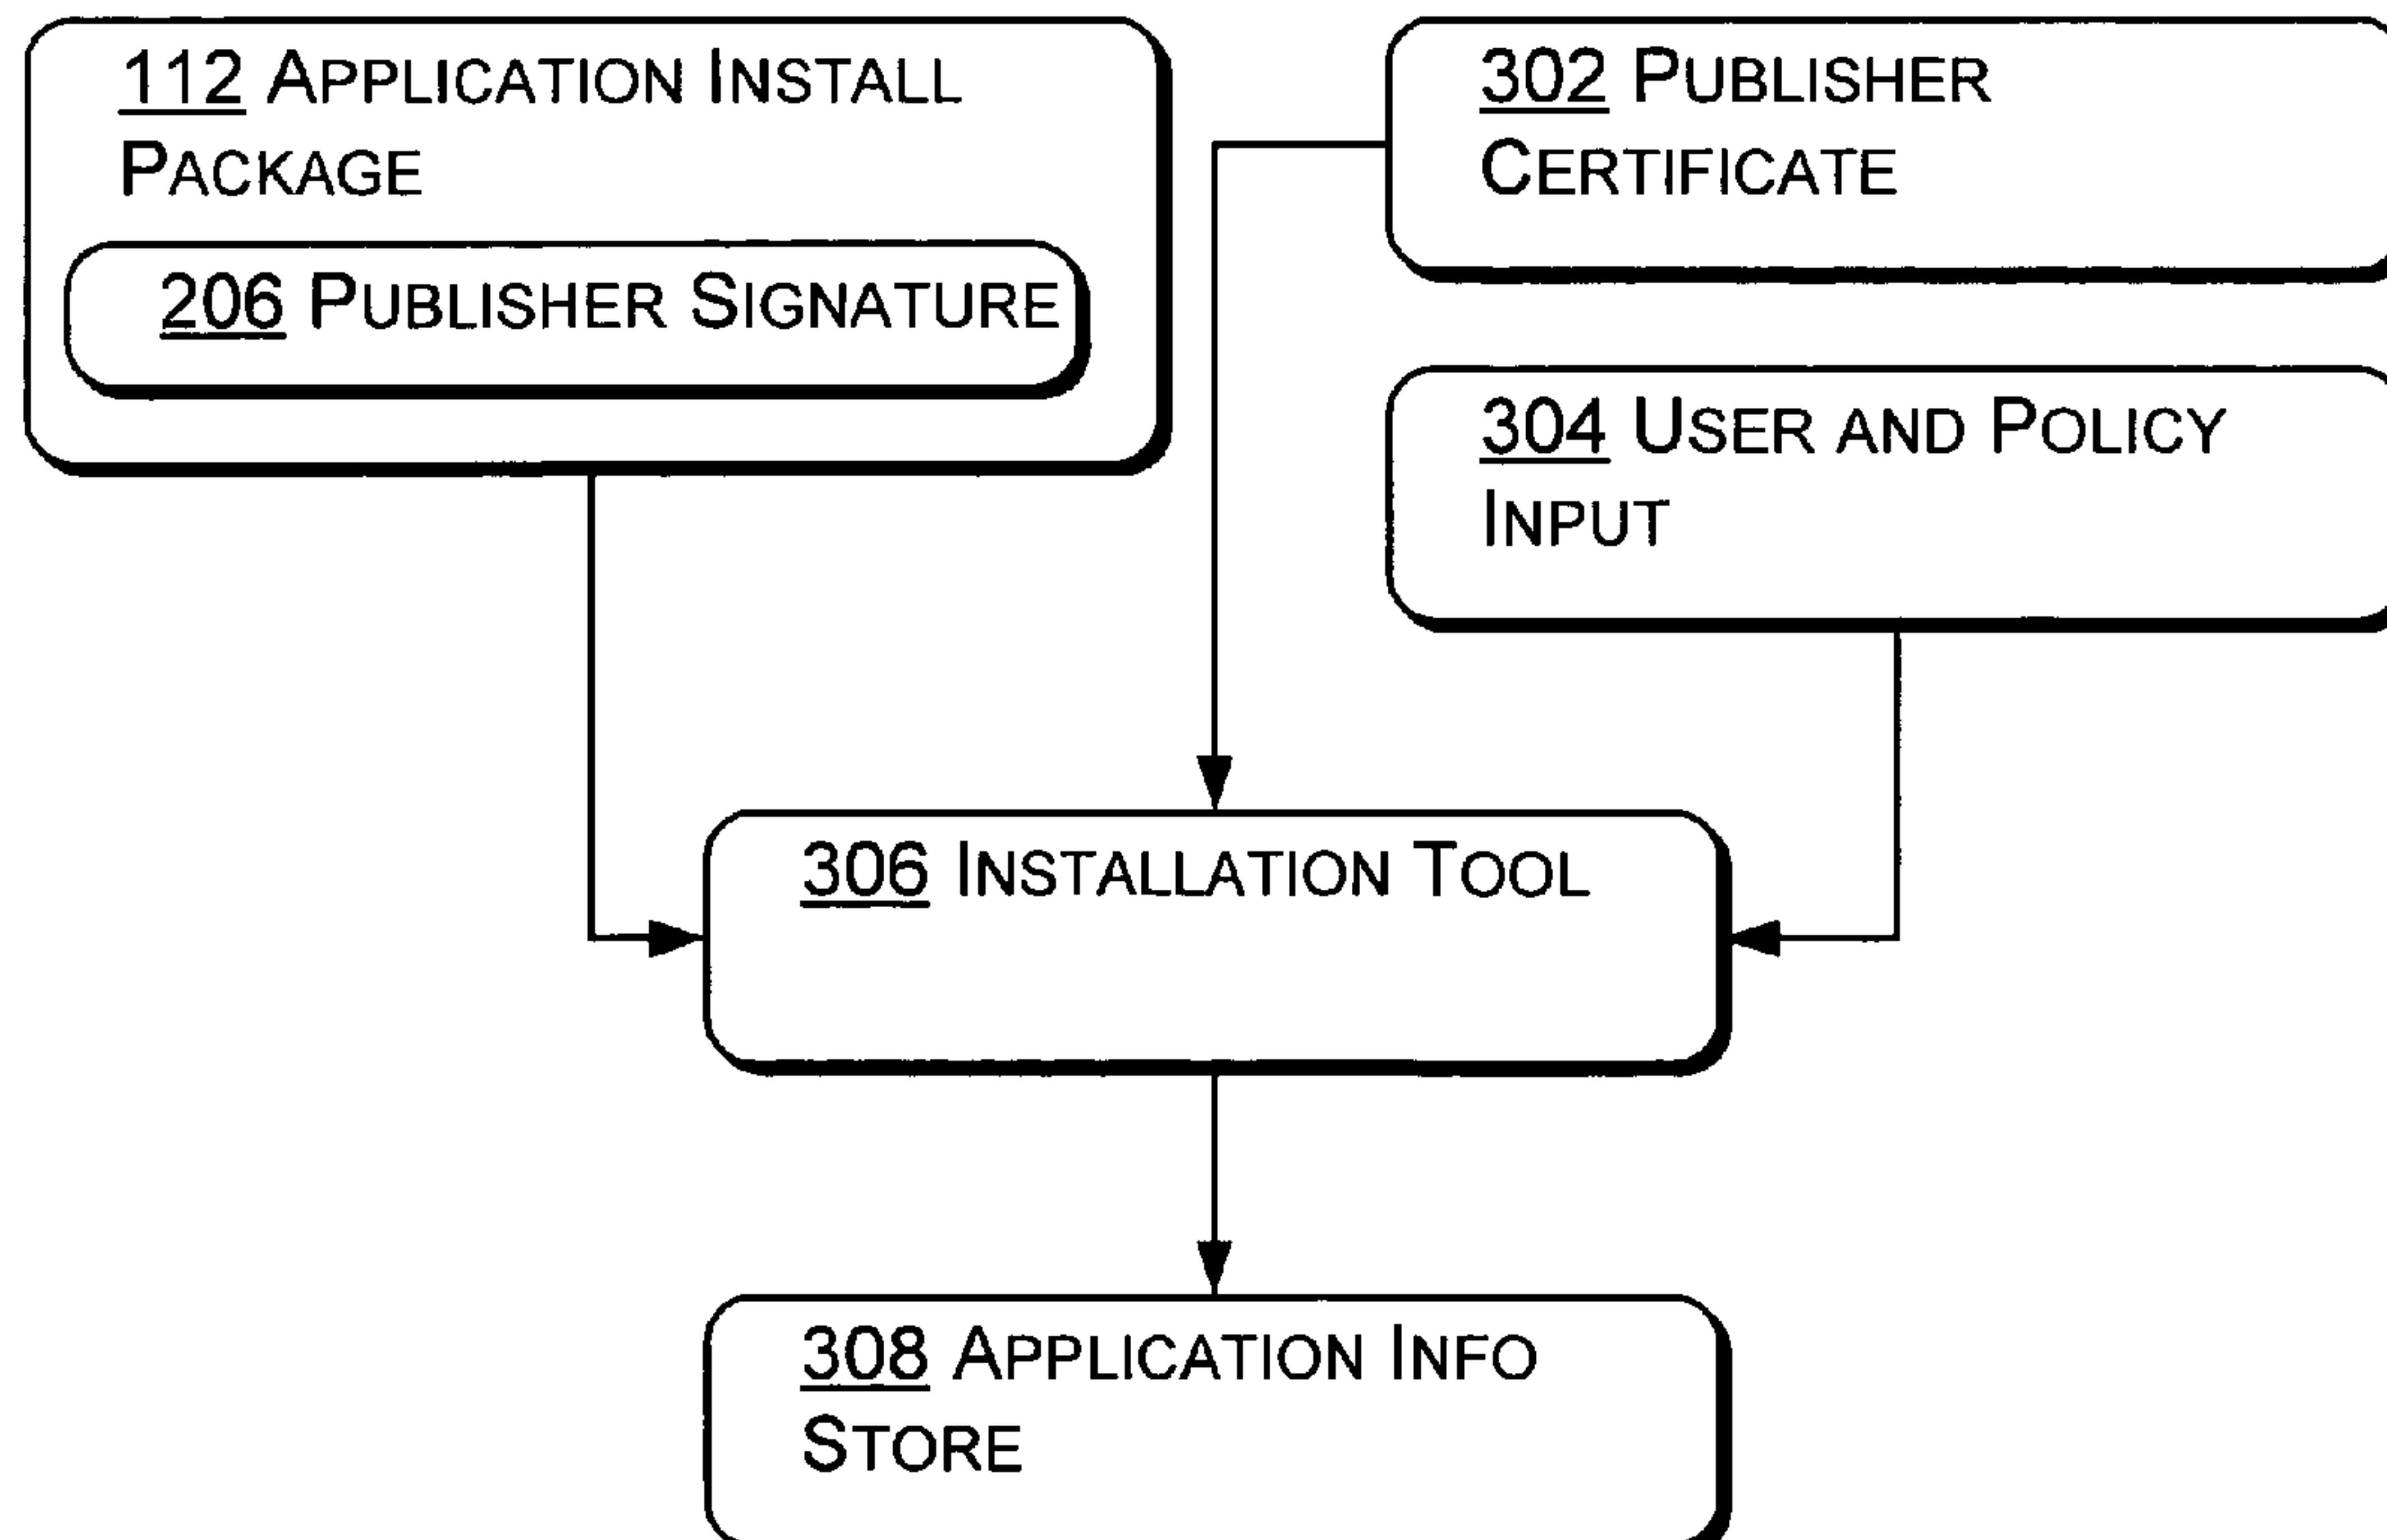 112 APPLICATION INSTALL
PACKAGE
206 PUBLISHER SIGNATURE
302 PUBLISHER
CERTIFICATE
304 USER AND POLICY
INPUT
306 INSTALLATION TOOL
308 APPLICATION INFO
STORE